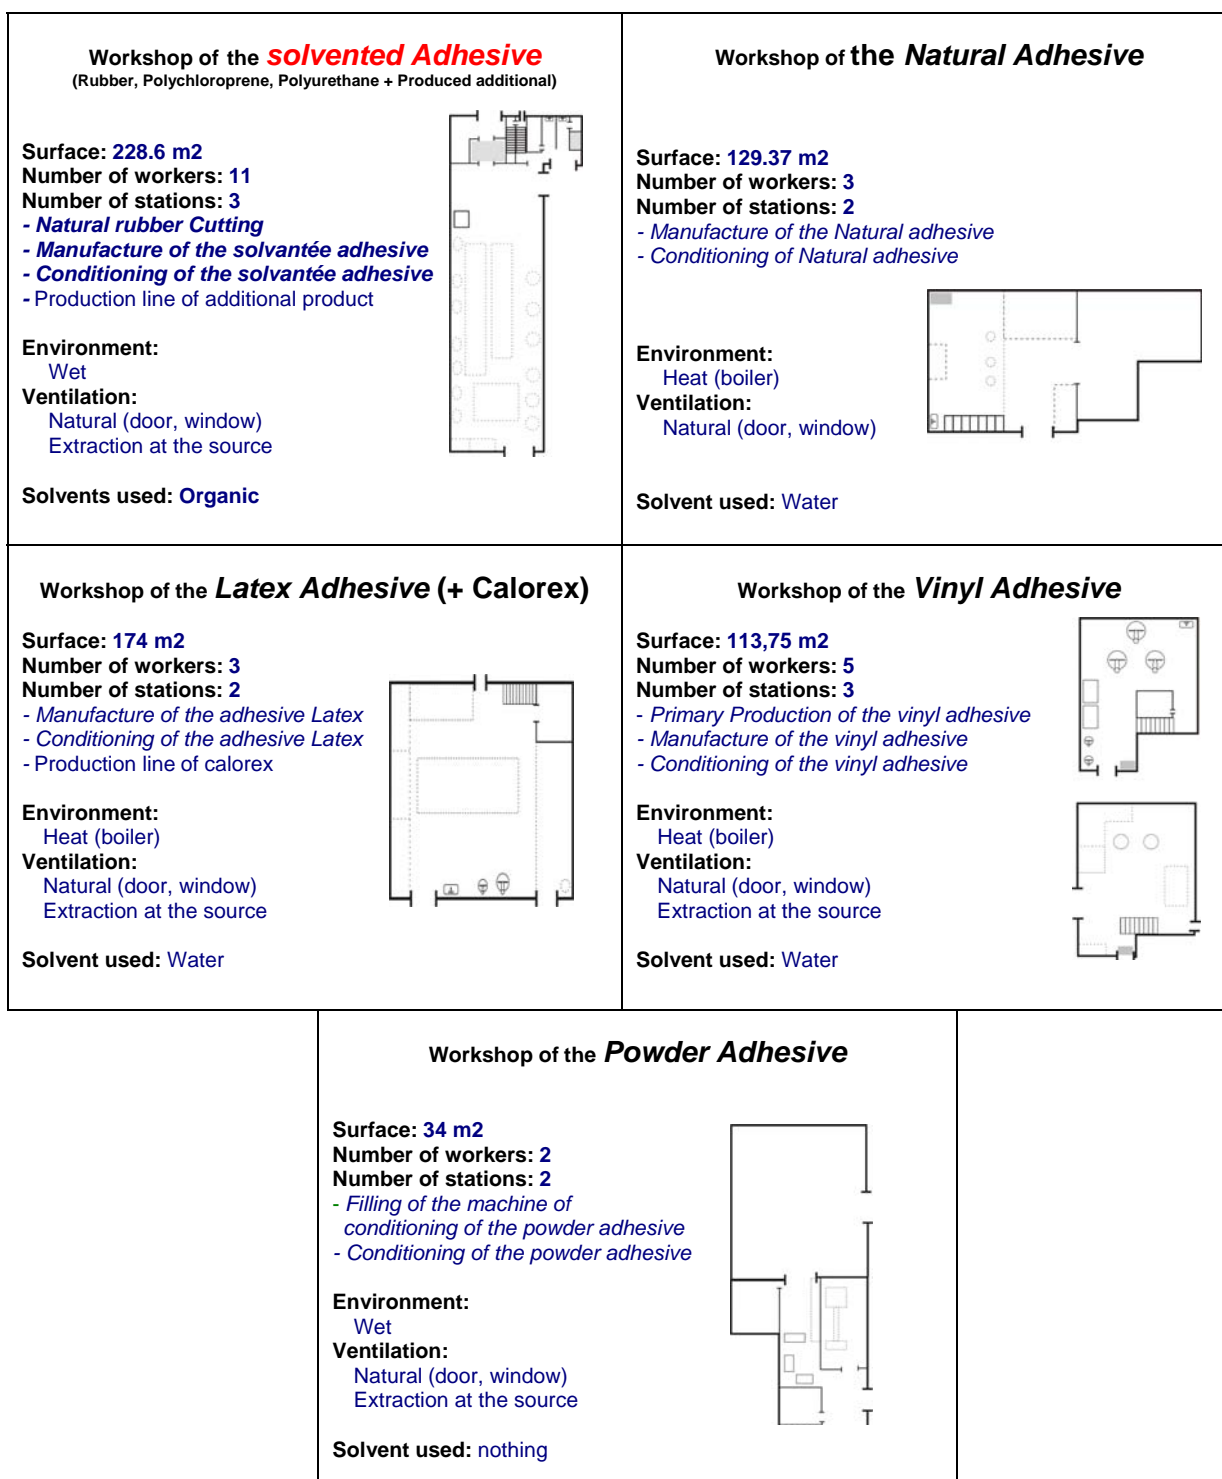 Workshop of the solvented Adhesive
(Rubber, Polychloroprene, Polyurethane + Produced additional)
Surface: 228.6 m2
Number of workers: 11
Number of stations: 3
- Natural rubber Cutting
- Manufacture of the solvantée adhesive
- Conditioning of the solvantée adhesive
- Production line of additional product
Environment:
Wet
Ventilation:
Natural (door, window)
Extraction at the source
Solvents used: Organic
Workshop of the Natural Adhesive
Surface: 129.37 m2
Number of workers: 3
Number of stations: 2
- Manufacture of the Natural adhesive
- Conditioning of Natural adhesive
Environment:
Heat (boiler)
Ventilation:
Natural (door, window)
Solvent used: Water
Workshop of the Latex Adhesive (+ Calorex)
Surface: 174 m2
Number of workers: 3
Number of stations: 2
- Manufacture of the adhesive Latex
- Conditioning of the adhesive Latex
- Production line of calorex
Environment:
Heat (boiler)
Ventilation:
Natural (door, window)
Extraction at the source
Solvent used: Water
Workshop of the Vinyl Adhesive
Surface: 113,75 m2
Number of workers: 5
Number of stations: 3
- Primary Production of the vinyl adhesive
- Manufacture of the vinyl adhesive
- Conditioning of the vinyl adhesive
Environment:
Heat (boiler)
Ventilation:
Natural (door, window)
Extraction at the source
Solvent used: Water
Workshop of the Powder Adhesive
Surface: 34 m2
Number of workers: 2
Number of stations: 2
- Filling of the machine of
conditioning of the powder adhesive
- Conditioning of the powder adhesive
Environment:
Wet
Ventilation:
Natural (door, window)
Extraction at the source
Solvent used: nothing